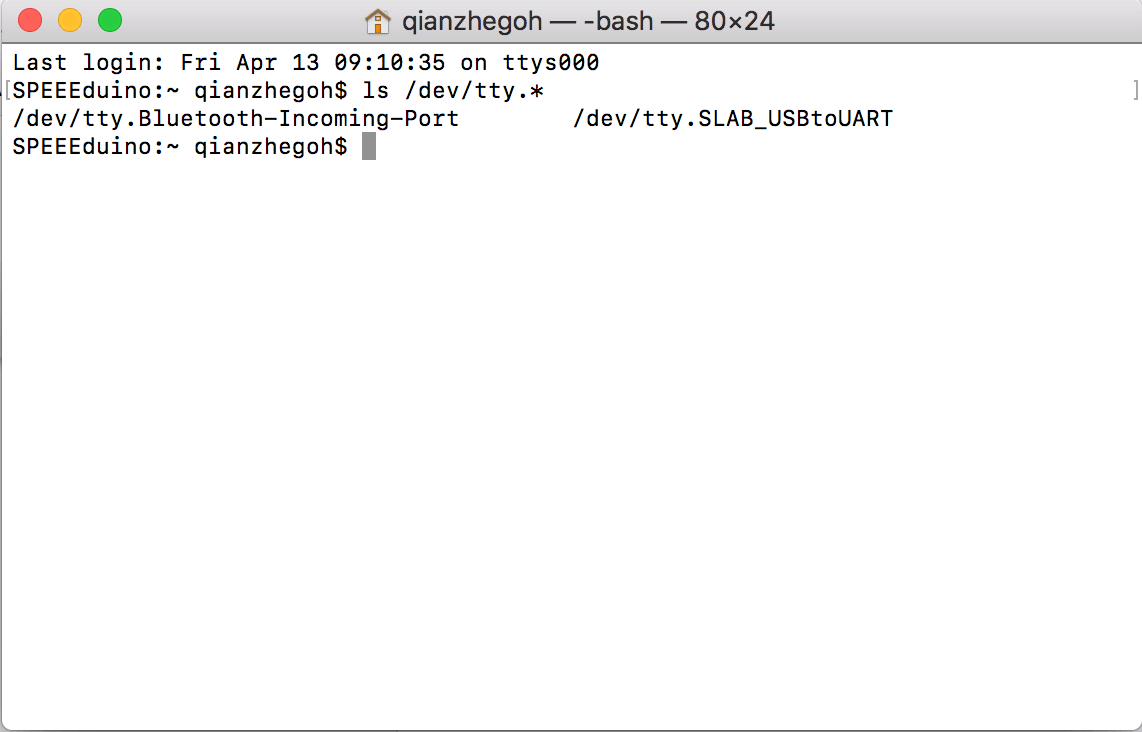 qianzhegoh — -bash — 80×24
Last login: Fri Apr 13 09:10:35 on ttys000
[SPEEEduino:~ qianzhegoh$ ls /dev/tty.* ]
/dev/tty.Bluetooth-Incoming-Port        /dev/tty.SLAB_USBtoUART
SPEEEduino:~ qianzhegoh$